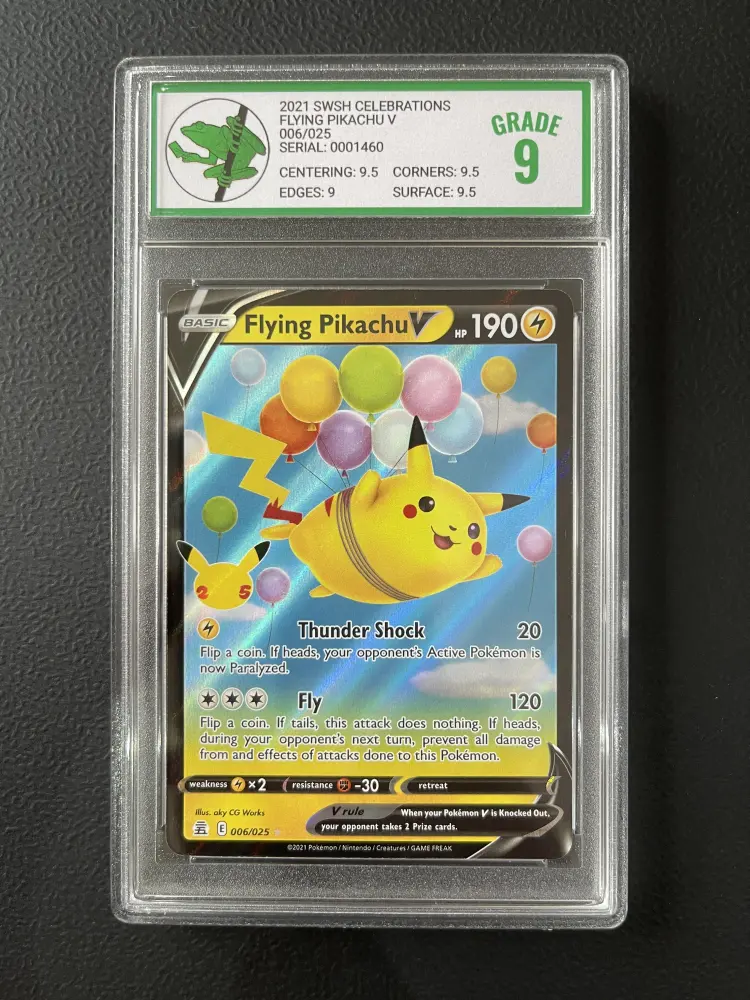 2021 SWSH CELEBRATIONS
FLYING PIKACHU V
006/025
SERIAL: 0001460
CENTERING: 9.5 CORNERS: 9.5
EDGES: 9 SURFACE: 9.5
GRADE
9
BASIC Flying Pikachu V HP 190
25
Thunder Shock 20
Flip a coin. If heads, your opponent's Active Pokémon is
now Paralyzed.
Fly 120
Flip a coin. If tails, this attack does nothing. If heads,
during your opponent's next turn, prevent all damage
from and effects of attacks done to this Pokémon.
weakness ×2 resistance -30 retreat
Illus. aky CG Works
V rule When your Pokémon V is Knocked Out,
your opponent takes 2 Prize cards.
E 006/025
©2021 Pokémon / Nintendo / Creatures / GAME FREAK